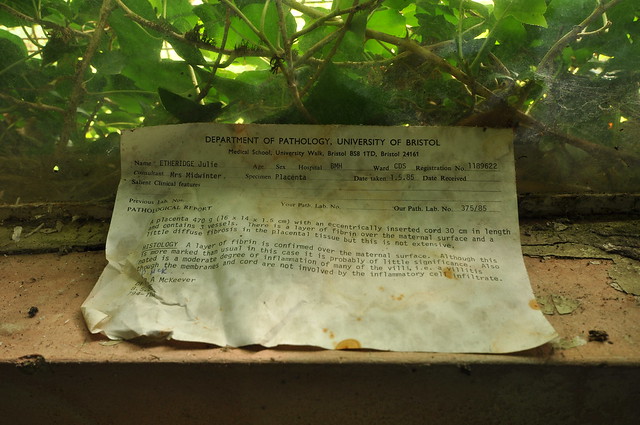 DEPARTMENT OF PATHOLOGY, UNIVERSITY OF BRISTOL
Medical School, University Walk, Bristol BS8 1TD, Bristol 24161
Name ETHERIDGE Julie Age Sex Hospital BMH Ward CDS Registration No. 1189622
Consultant Mrs Midwinter Specimen Placenta Date taken 1.5.85 Date Received
Salient Clinical features
Previous Lab. Nos. Your Path. Lab. No. Our Path. Lab. No. 375/85
PATHOLOGICAL REPORT
A placenta 470 g (16 x 14 x 1.5 cm) with an eccentrically inserted cord 30 cm in length
and contains 3 vessels. There is a layer of fibrin over the maternal surface and a
little diffuse fibrosis in the placental tissue but this is not extensive.
HISTOLOGY A layer of fibrin is confirmed over the maternal surface. Although this
is more marked than usual in this case it is probably of little significance. Also
noted is a moderate degree of inflammation of many of the villi, i.e. a villitis
though the membranes and cord are not involved by the inflammatory cell infiltrate.
A McKeever